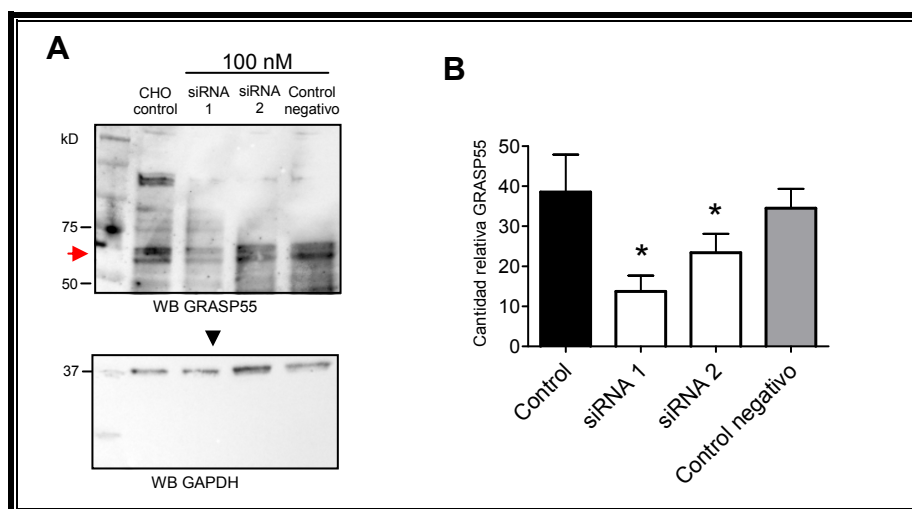 A
100 nM
CHO control
siRNA 1
siRNA 2
Control negativo
kD
75
50
WB GRASP55
37
WB GAPDH
B
Cantidad relativa GRASP55
50
40
30
20
10
0
*
*
Control
siRNA 1
siRNA 2
Control negativo